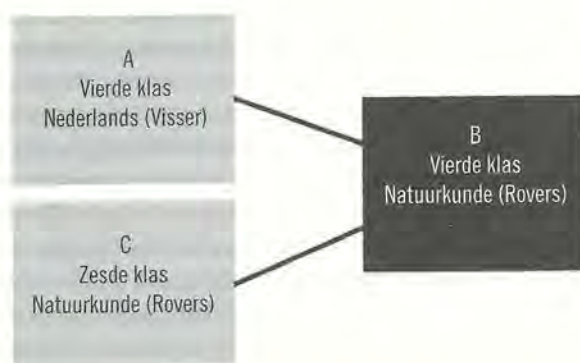 A
Vierde klas
Nederlands (Visser)
B
Vierde klas
Natuurkunde (Rovers)
C
Zesde klas
Natuurkunde (Rovers)